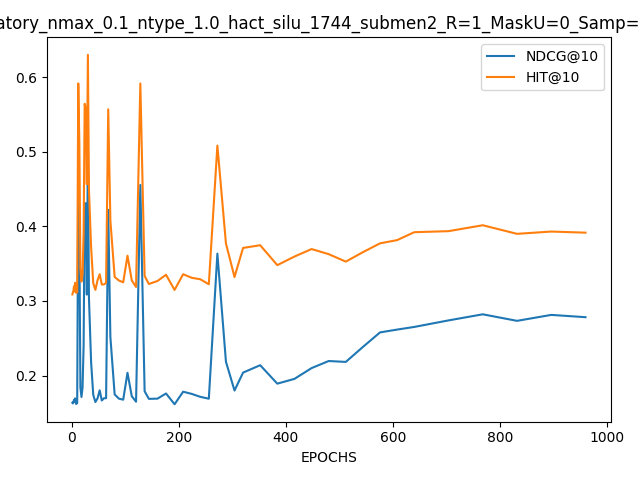 atory_nmax_0.1_ntype_1.0_hact_silu_1744_submen2_R=1_MaskU=0_Samp=
NDCG@10
HIT@10
0.6
0.5
0.4
0.3
0.2
0 200 400 600 800 1000
EPOCHS